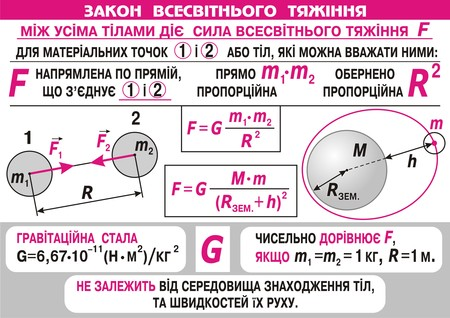 ЗАКОН ВСЕСВІТНЬОГО ТЯЖІННЯ
МІЖ УСІМА ТІЛАМИ ДІЄ СИЛА ВСЕСВІТНЬОГО ТЯЖІННЯ F
ДЛЯ МАТЕРІАЛЬНИХ ТОЧОК 1 і 2 АБО ТІЛ, ЯКІ МОЖНА ВВАЖАТИ НИМИ:
F НАПРЯМЛЕНА ПО ПРЯМІЙ, ЩО З’ЄДНУЄ 1 і 2
ПРЯМО ПРОПОРЦІЙНА m₁·m₂
ОБЕРНЕНО ПРОПОРЦІЙНА R²
1
2
F₁
F₂
m₁
m₂
R
F = G m₁·m₂ / R²
F = G M·m / (Rзем.+h)²
m
M
h
Rзем.
ГРАВІТАЦІЙНА СТАЛА
G=6,67·10⁻¹¹(Н·м²)/кг²
G
ЧИСЕЛЬНО ДОРІВНЮЄ F,
ЯКЩО m₁=m₂=1кг, R=1м.
НЕ ЗАЛЕЖИТЬ ВІД СЕРЕДОВИЩА ЗНАХОДЖЕННЯ ТІЛ,
ТА ШВИДКОСТЕЙ ЇХ РУХУ.